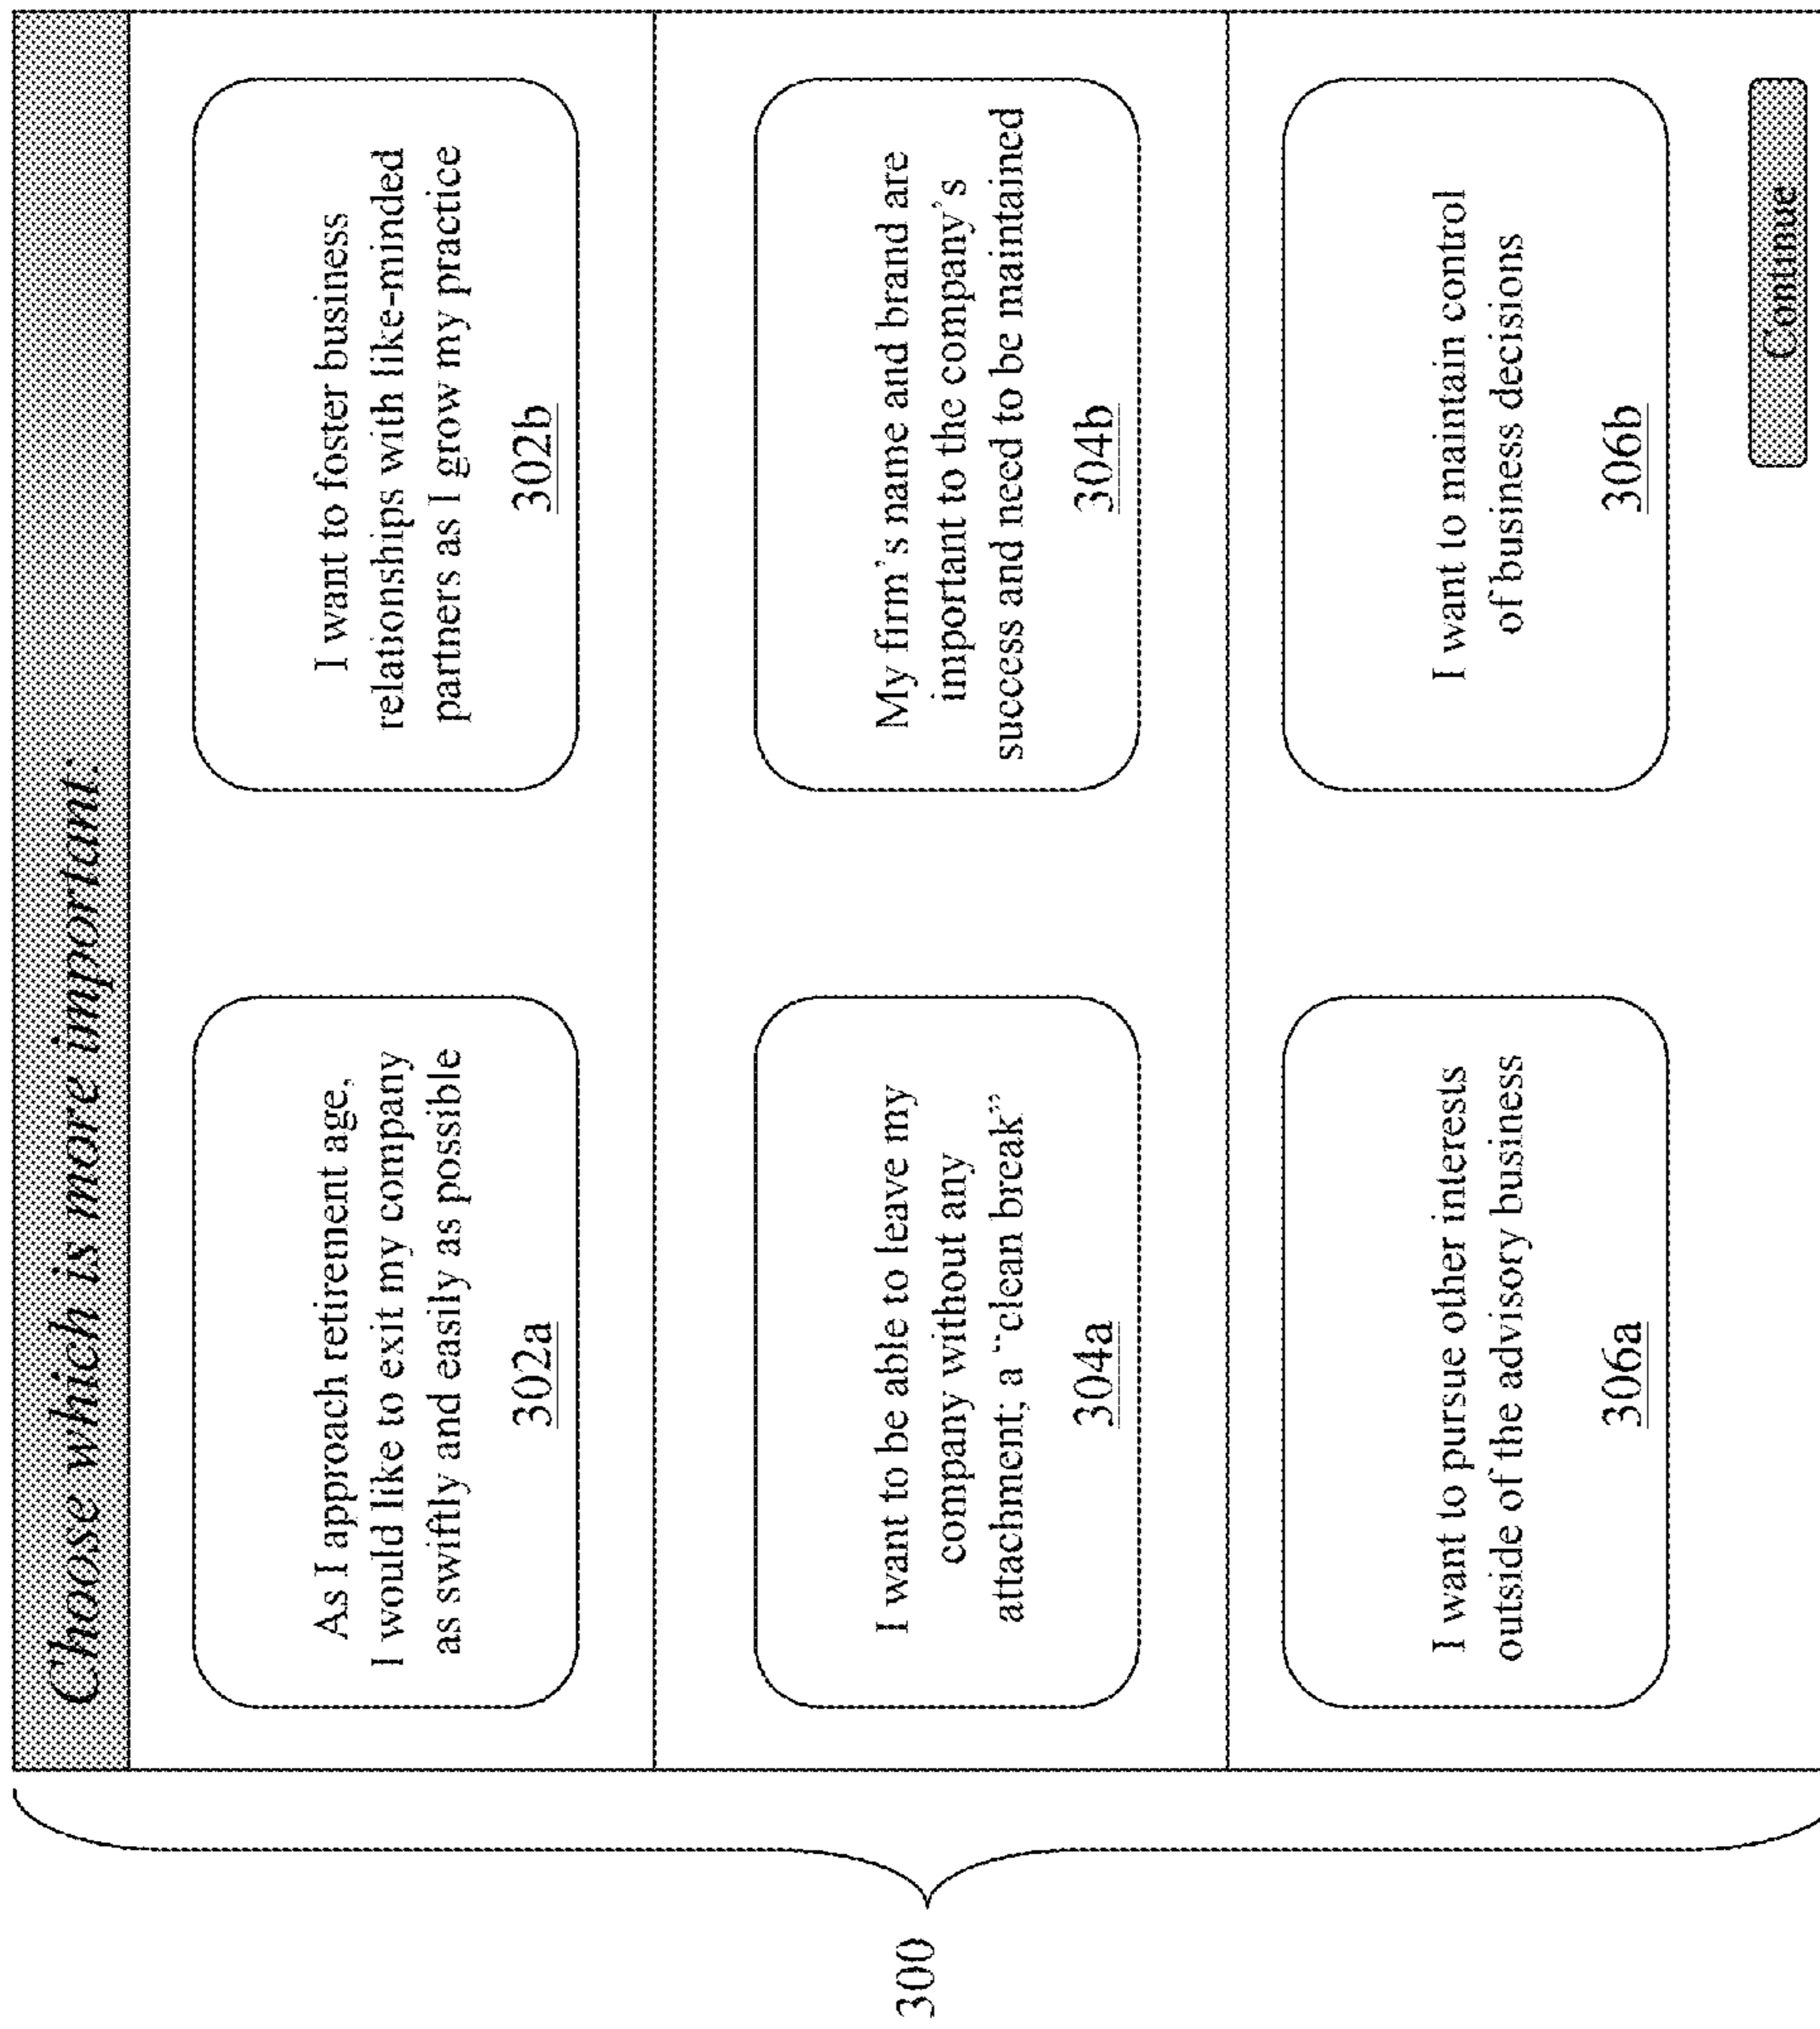 300
Choose which is more important
As I approach retirement age,
I would like to exit my company
as swiftly and easily as possible
302a
I want to foster business
relationships with like-minded
partners as I grow my practice
302b
I want to be able to leave my
company without any
attachment; a “clean break”
304a
My firm’s name and brand are
important to the company’s
success and need to be maintained
304b
I want to pursue other interests
outside of the advisory business
306a
I want to maintain control
of business decisions
306b
Continue